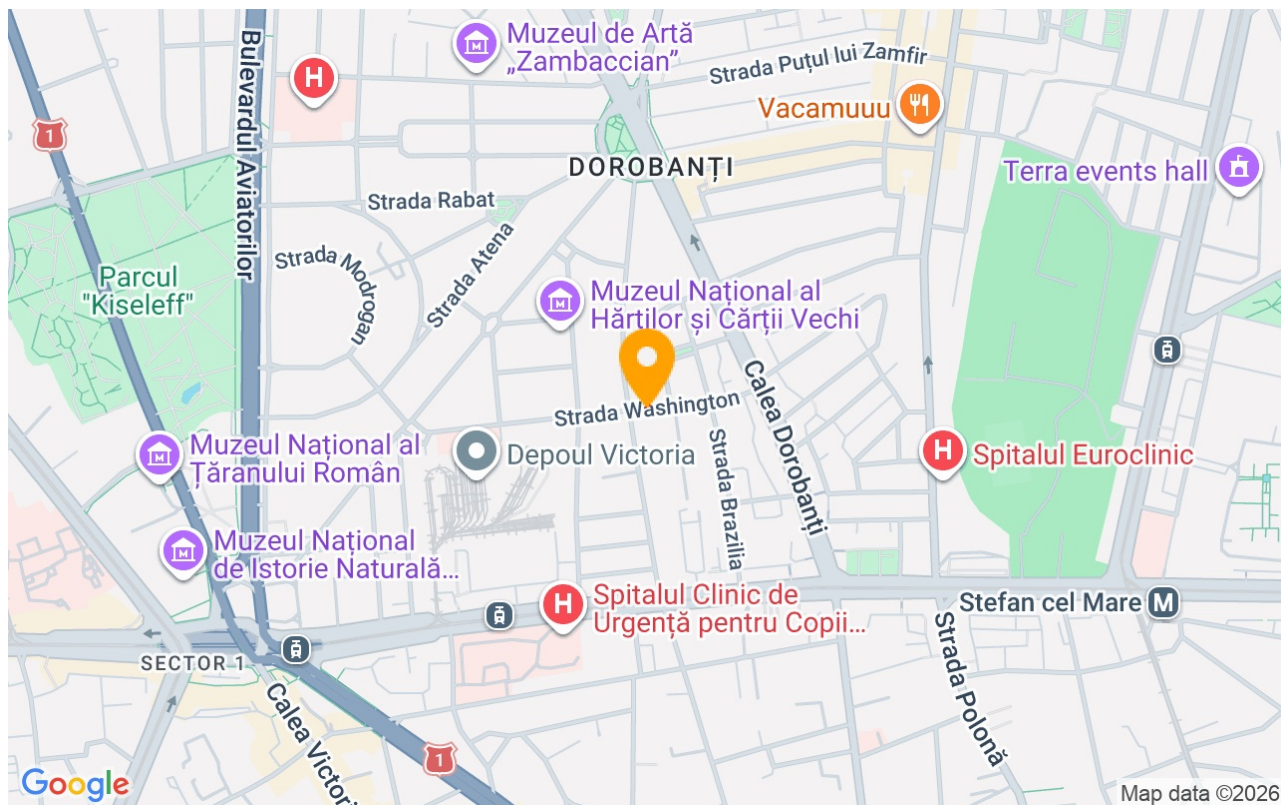 Muzeul de Artă
„Zambaccian”
Strada Puțul lui Zamfir
H
Vacamuuu
1
Bulevardul Aviatorilor
DOROBANȚI
Terra events hall
Strada Rabat
Strada Atena
Strada Modrogan
Parcul
"Kiseleff"
Muzeul Național al
Hărților și Cărții Vechi
Calea Dorobanți
Strada Washington
Strada Brazilia
Muzeul Național al
Țăranului Român
Depoul Victoria
H
Spitalul Euroclinic
Muzeul Național
de Istorie Naturală...
H
Spitalul Clinic de
Urgență pentru Copii...
Stefan cel Mare
M
Strada Polonă
SECTOR 1
Calea Victori
1
Google
Map data ©2026